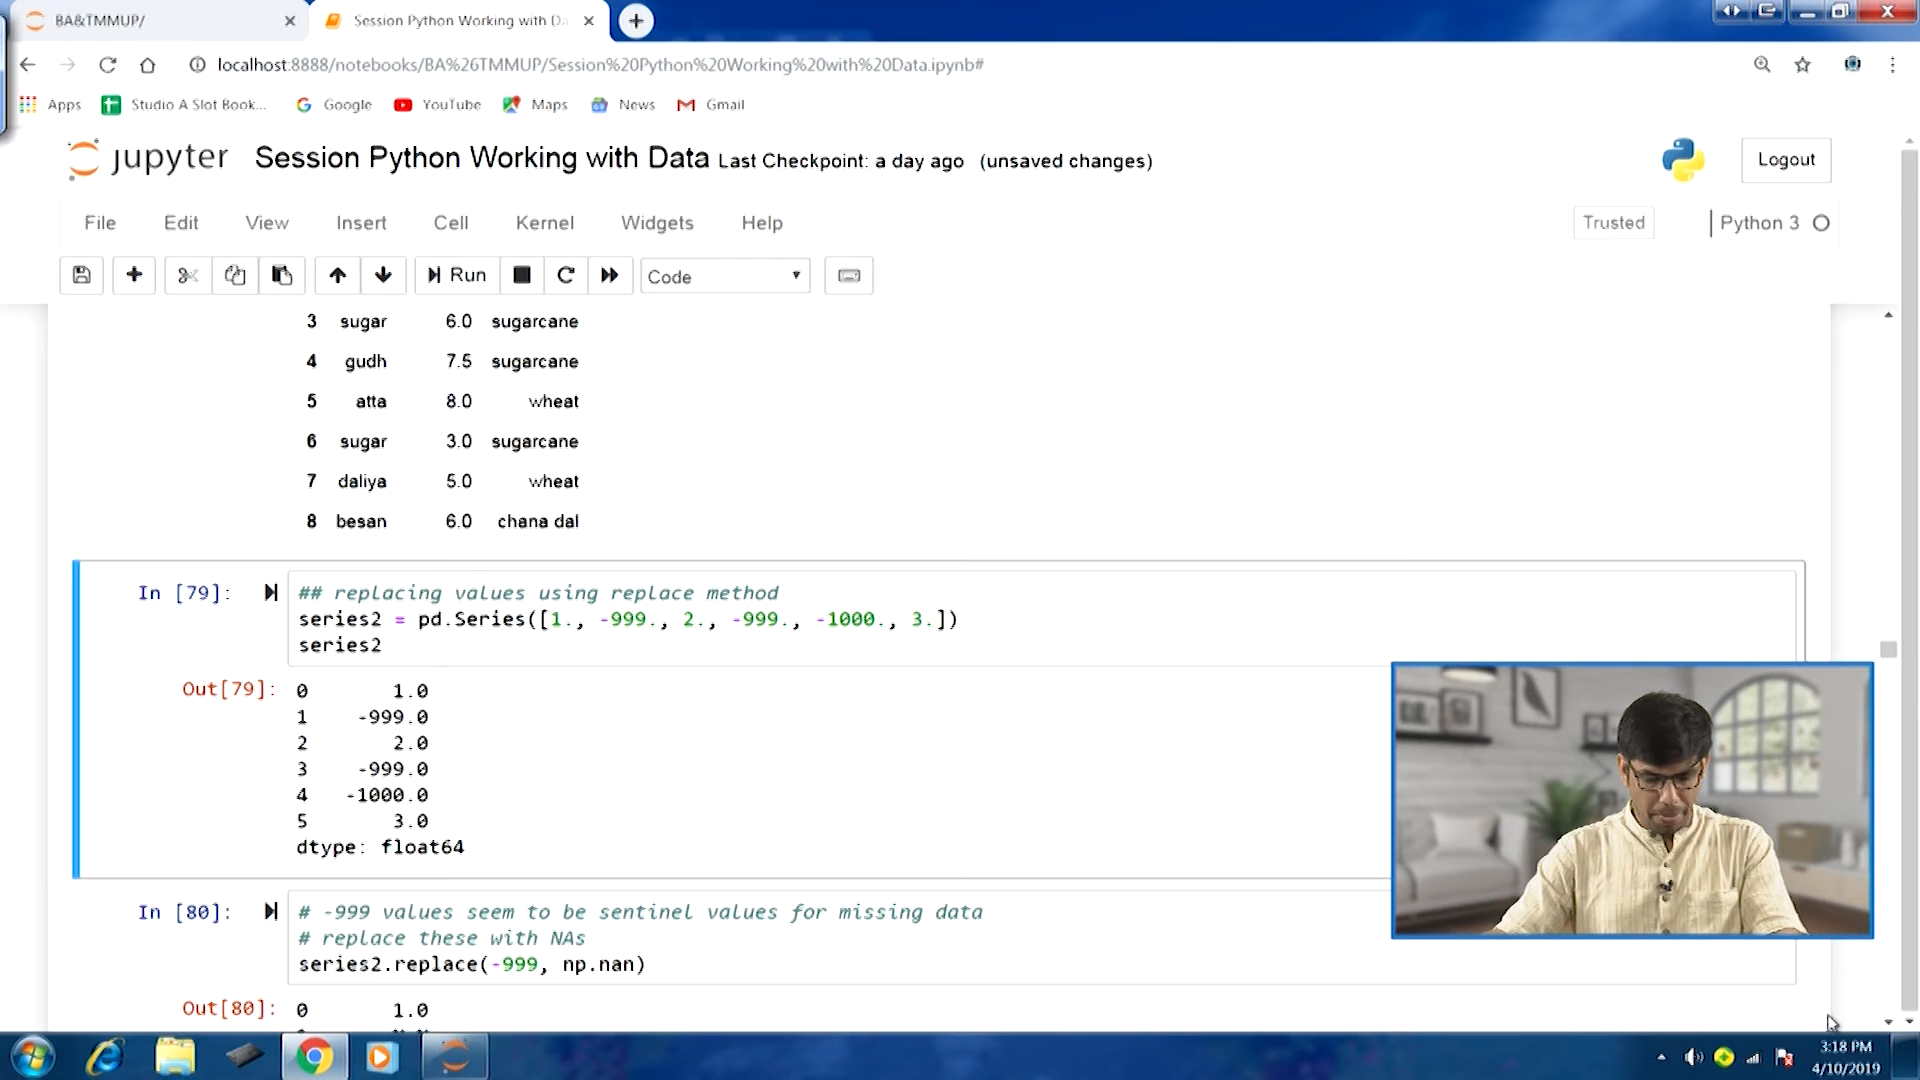 BA&TMMUP/
Session Python Working with Da
localhost:8888/notebooks/BA%26TMMUP/Session%20Python%20Working%20with%20Data.ipynb#
Apps Studio A Slot Book... Google YouTube Maps News Gmail
jupyter Session Python Working with Data Last Checkpoint: a day ago (unsaved changes)
Logout
File Edit View Insert Cell Kernel Widgets Help
Trusted
Python 3
Run
Code
3 sugar 6.0 sugarcane
4 gudh 7.5 sugarcane
5 atta 8.0 wheat
6 sugar 3.0 sugarcane
7 daliya 5.0 wheat
8 besan 6.0 chana dal
In [79]:
## replacing values using replace method
series2 = pd.Series([1., -999., 2., -999., -1000., 3.])
series2
Out[79]:
0 1.0
1 -999.0
2 2.0
3 -999.0
4 -1000.0
5 3.0
dtype: float64
In [80]:
# -999 values seem to be sentinel values for missing data
# replace these with NAs
series2.replace(-999, np.nan)
Out[80]:
0 1.0
3:18 PM
4/10/2019